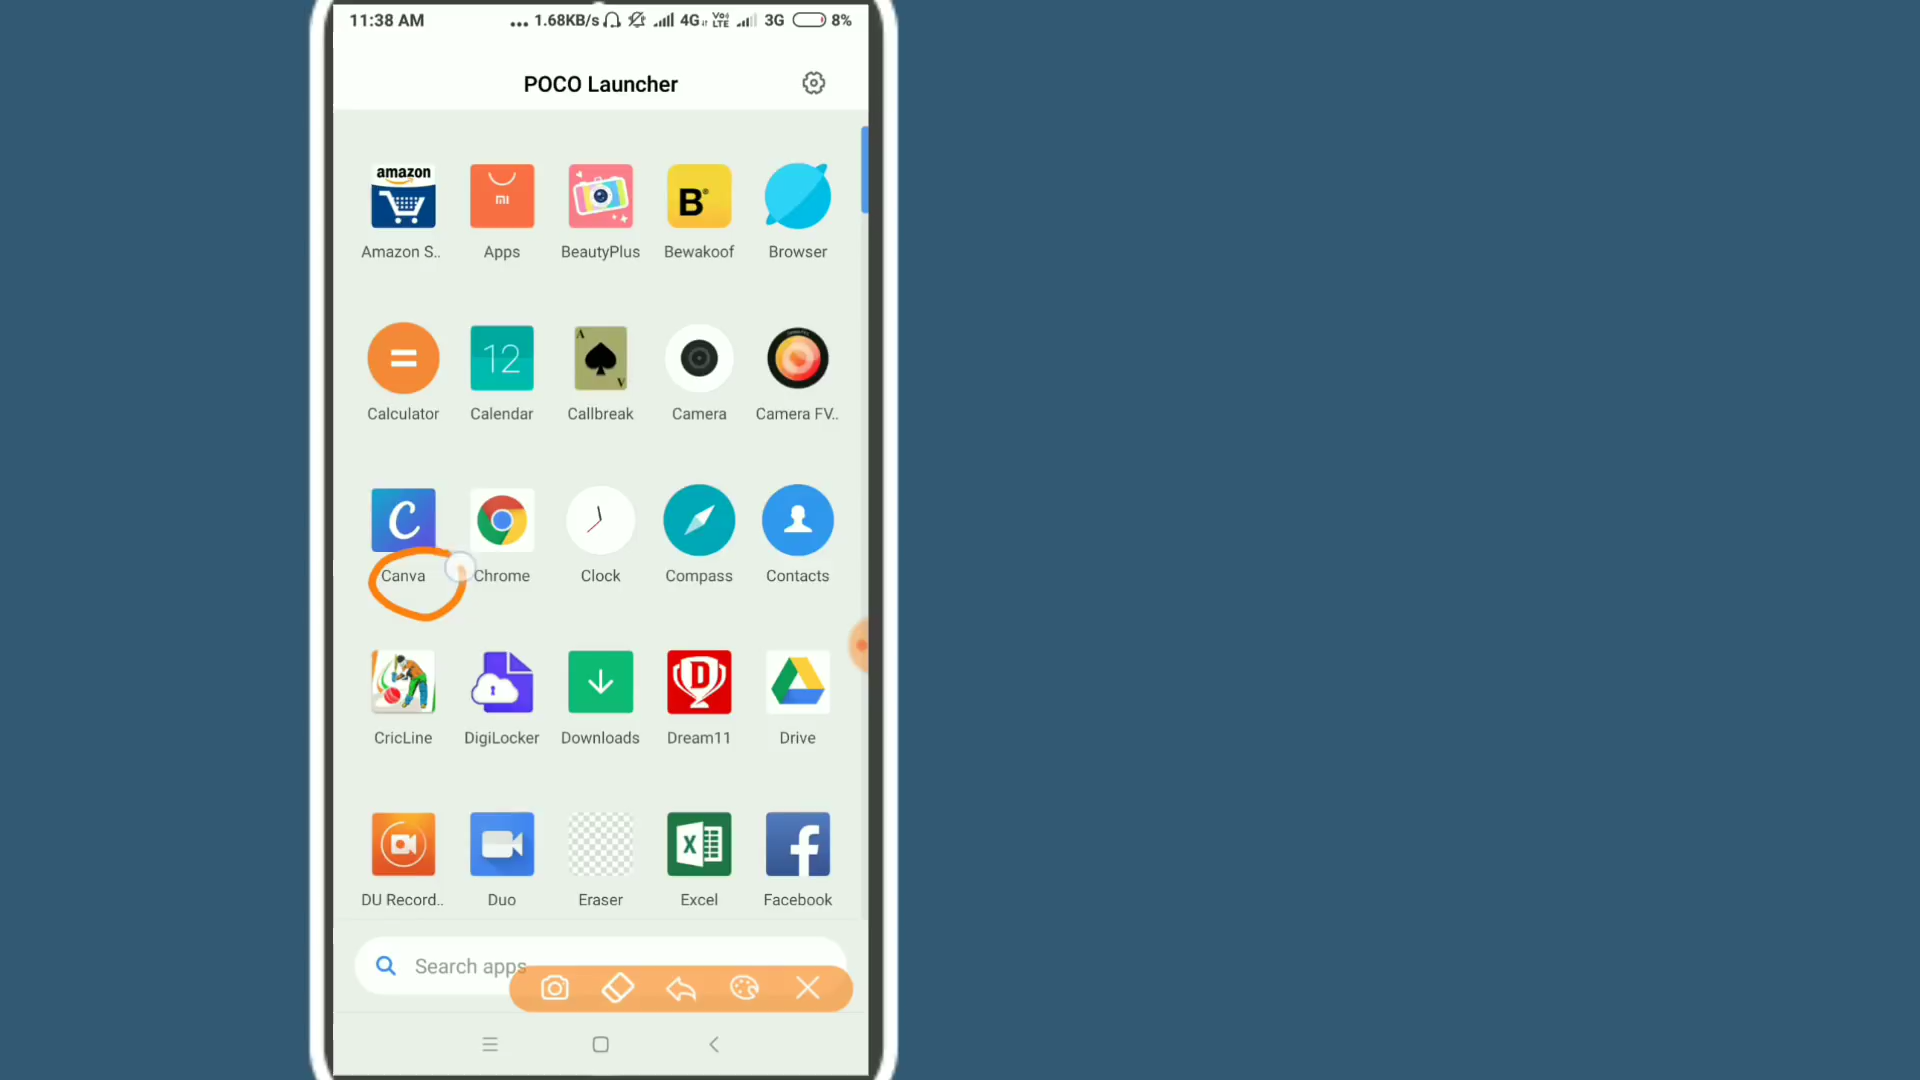 11:38 AM ... 1.68KB/s 4G VoLTE 3G 8%
POCO Launcher
amazon mi B
Amazon S.. Apps BeautyPlus Bewakoof Browser
12 A A
Calculator Calendar Callbreak Camera Camera FV..
C
Canva Chrome Clock Compass Contacts
D
CricLine DigiLocker Downloads Dream11 Drive
X f
DU Record.. Duo Eraser Excel Facebook
Search apps